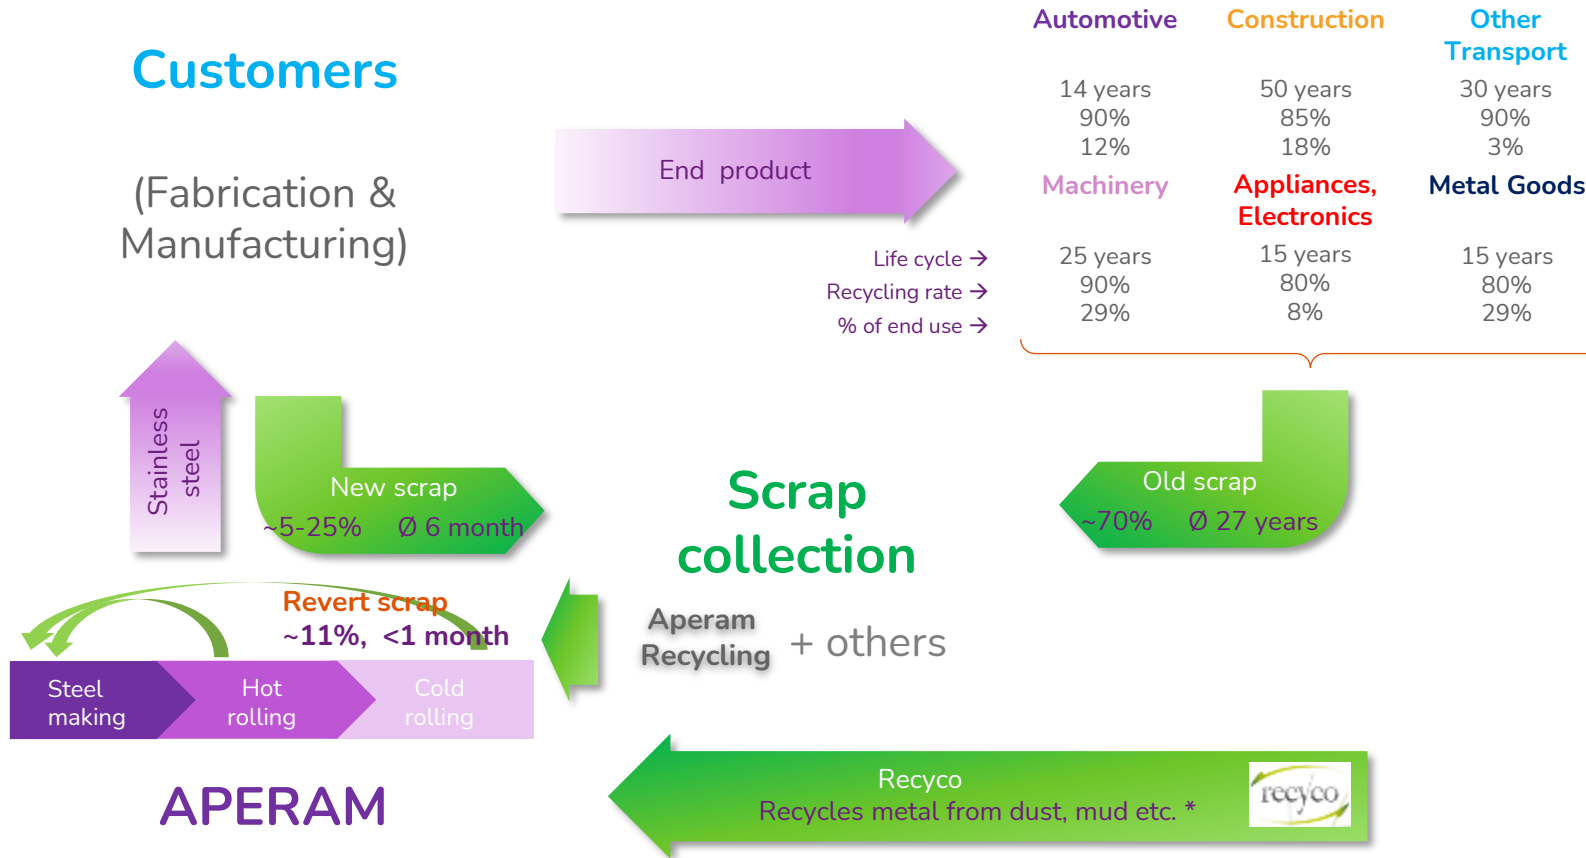 Customers
(Fabrication &
Manufacturing)
End product
Automotive
14 years
90%
12%
Construction
50 years
85%
18%
Other
Transport
30 years
90%
3%
Machinery
25 years
90%
29%
Appliances,
Electronics
15 years
80%
8%
Metal Goods
15 years
80%
29%
Life cycle →
Recycling rate →
% of end use →
Stainless
steel
New scrap
~5-25% Ø 6 month
Scrap
collection
Old scrap
~70% Ø 27 years
Revert scrap
~11%, <1 month
Aperam
Recycling
+ others
Steel
making
Hot
rolling
Cold
rolling
APERAM
Recyco
Recycles metal from dust, mud etc. *
recyco